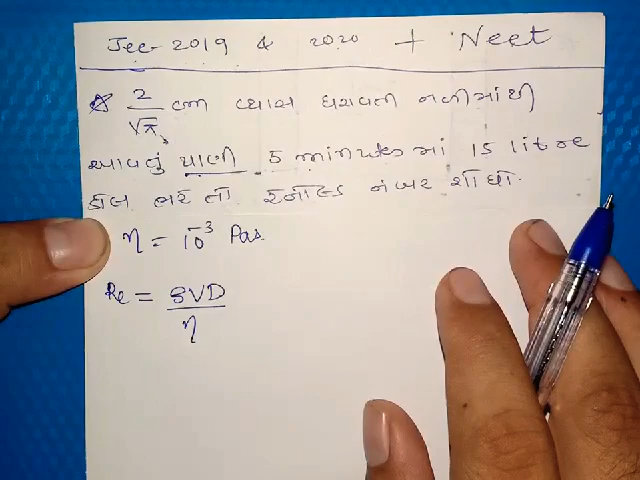 Jee- 2019 & 2020 + Neet
2/√π cm વ્યાસ ધરાવતી નળીમાંથી
આવતું પાણી 5 minutes માં 15 litre
ડોલ ભરે તો રેનોલ્ડ નંબર શોધો.
η = 10⁻³ Pas
Re = ρVD/η